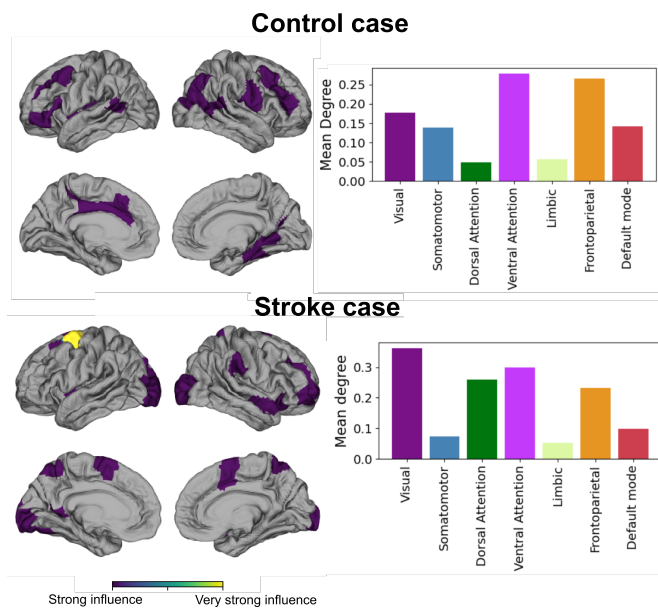 Control case
Mean Degree
0.25
0.20
0.15
0.10
0.05
0.00
Visual
Somatomotor
Dorsal Attention
Ventral Attention
Limbic
Frontoparietal
Default mode
Stroke case
Mean degree
0.3
0.2
0.1
0.0
Visual
Somatomotor
Dorsal Attention
Ventral Attention
Limbic
Frontoparietal
Default mode
Strong influence
Very strong influence